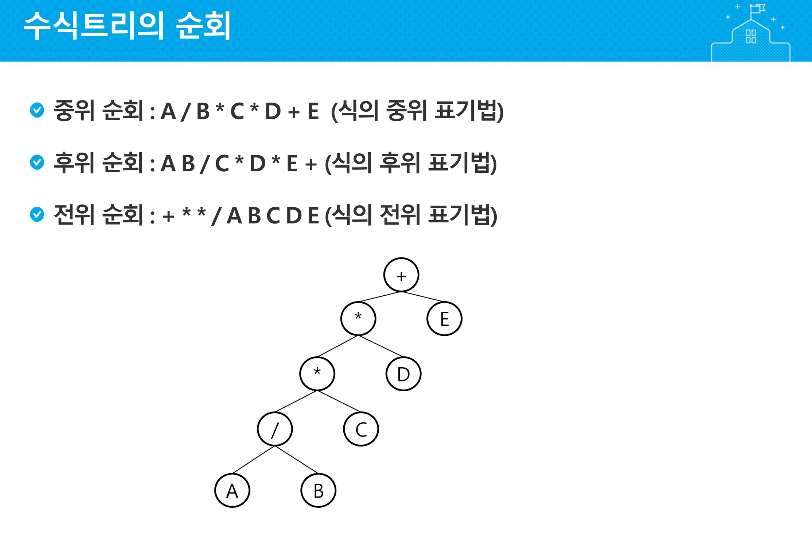 수식트리의 순회
중위 순회 : A / B * C * D + E (식의 중위 표기법)
후위 순회 : A B / C * D * E + (식의 후위 표기법)
전위 순회 : + * * / A B C D E (식의 전위 표기법)
+
* E
* D
/ C
A B